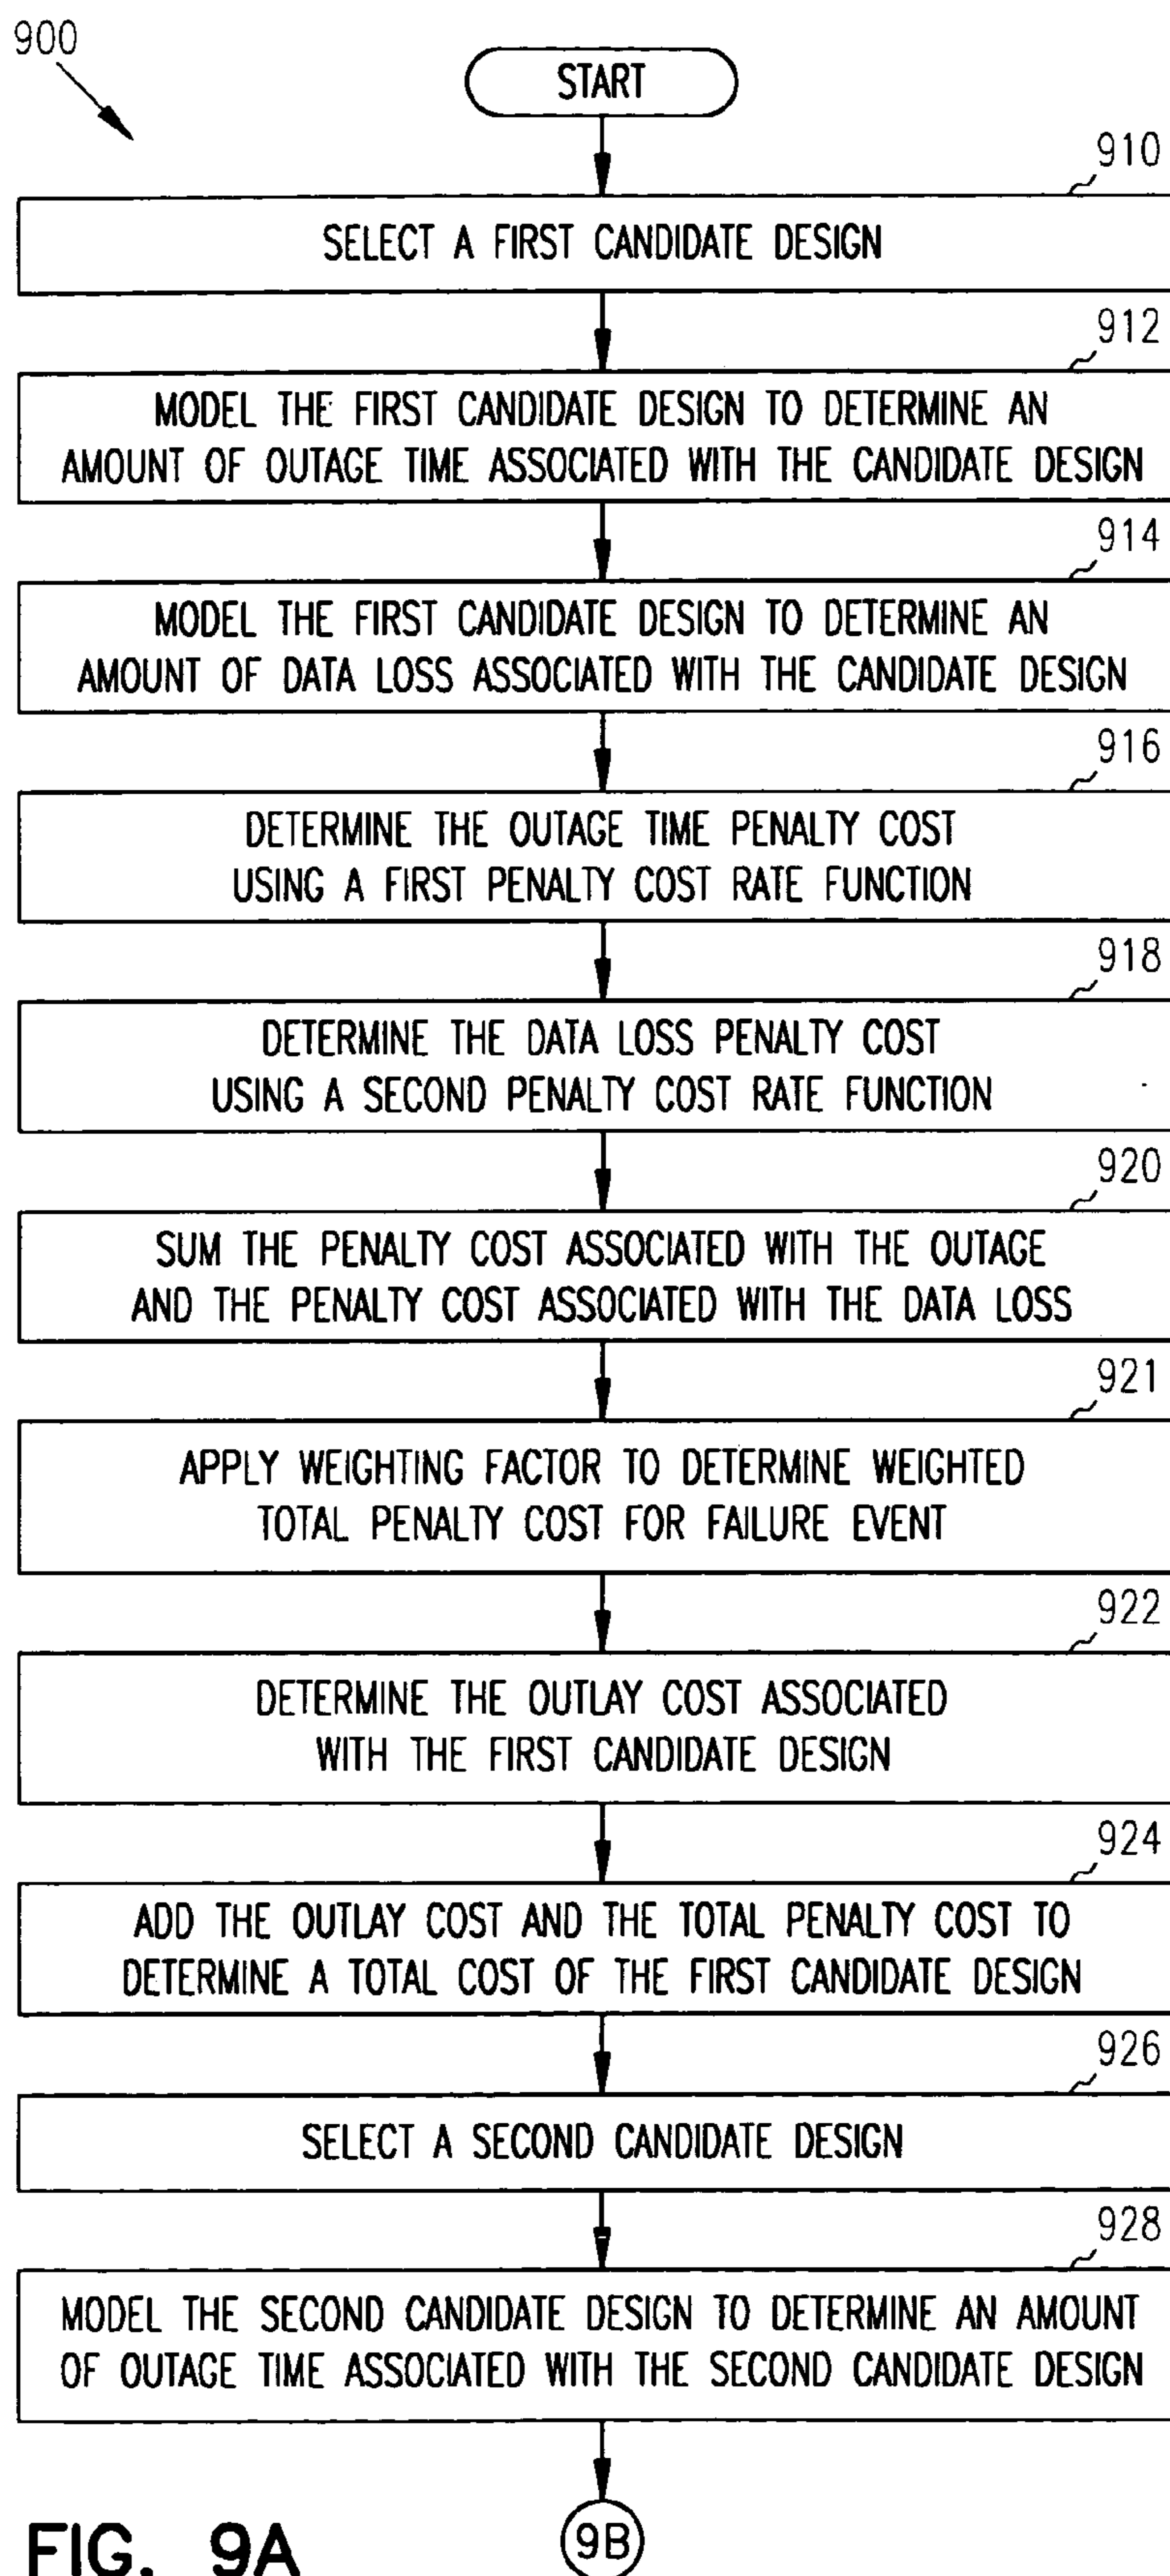 900
START
910
SELECT A FIRST CANDIDATE DESIGN
912
MODEL THE FIRST CANDIDATE DESIGN TO DETERMINE AN
AMOUNT OF OUTAGE TIME ASSOCIATED WITH THE CANDIDATE DESIGN
914
MODEL THE FIRST CANDIDATE DESIGN TO DETERMINE AN
AMOUNT OF DATA LOSS ASSOCIATED WITH THE CANDIDATE DESIGN
916
DETERMINE THE OUTAGE TIME PENALTY COST
USING A FIRST PENALTY COST RATE FUNCTION
918
DETERMINE THE DATA LOSS PENALTY COST
USING A SECOND PENALTY COST RATE FUNCTION
920
SUM THE PENALTY COST ASSOCIATED WITH THE OUTAGE
AND THE PENALTY COST ASSOCIATED WITH THE DATA LOSS
921
APPLY WEIGHTING FACTOR TO DETERMINE WEIGHTED
TOTAL PENALTY COST FOR FAILURE EVENT
922
DETERMINE THE OUTLAY COST ASSOCIATED
WITH THE FIRST CANDIDATE DESIGN
924
ADD THE OUTLAY COST AND THE TOTAL PENALTY COST TO
DETERMINE A TOTAL COST OF THE FIRST CANDIDATE DESIGN
926
SELECT A SECOND CANDIDATE DESIGN
928
MODEL THE SECOND CANDIDATE DESIGN TO DETERMINE AN AMOUNT
OF OUTAGE TIME ASSOCIATED WITH THE SECOND CANDIDATE DESIGN
9B
FIG. 9A